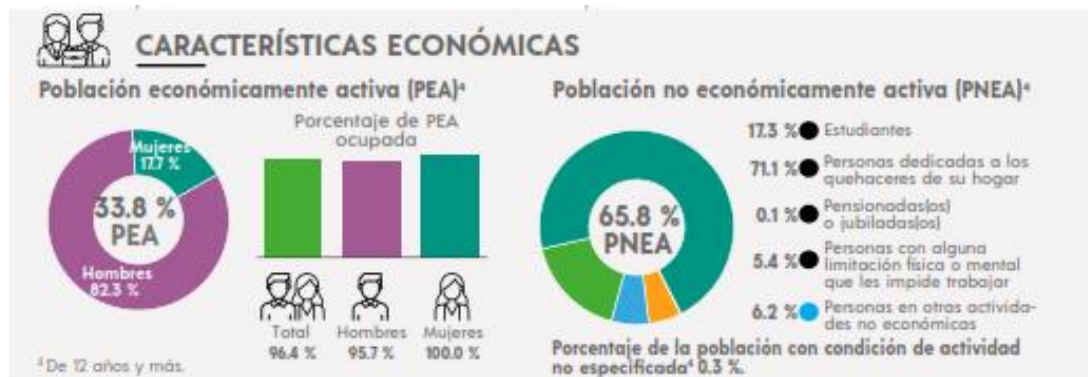 CARACTERÍSTICAS ECONÓMICAS
Población económicamente activa (PEA)⁴
Porcentaje de PEA
ocupada
Mujeres
17.7 %
33.8 %
PEA
Hombres
82.3 %
Total
96.4 %
Hombres
95.7 %
Mujeres
100.0 %
⁴ De 12 años y más.
Población no económicamente activa (PNEA)⁴
65.8 %
PNEA
17.3 % Estudiantes
71.1 % Personas dedicadas a los
quehaceres de su hogar
0.1 % Pensionadas(os)
o jubiladas(os)
5.4 % Personas con alguna
limitación física o mental
que les impide trabajar
6.2 % Personas en otras activida-
des no económicas
Porcentaje de la población con condición de actividad
no especificada⁴ 0.3 %.